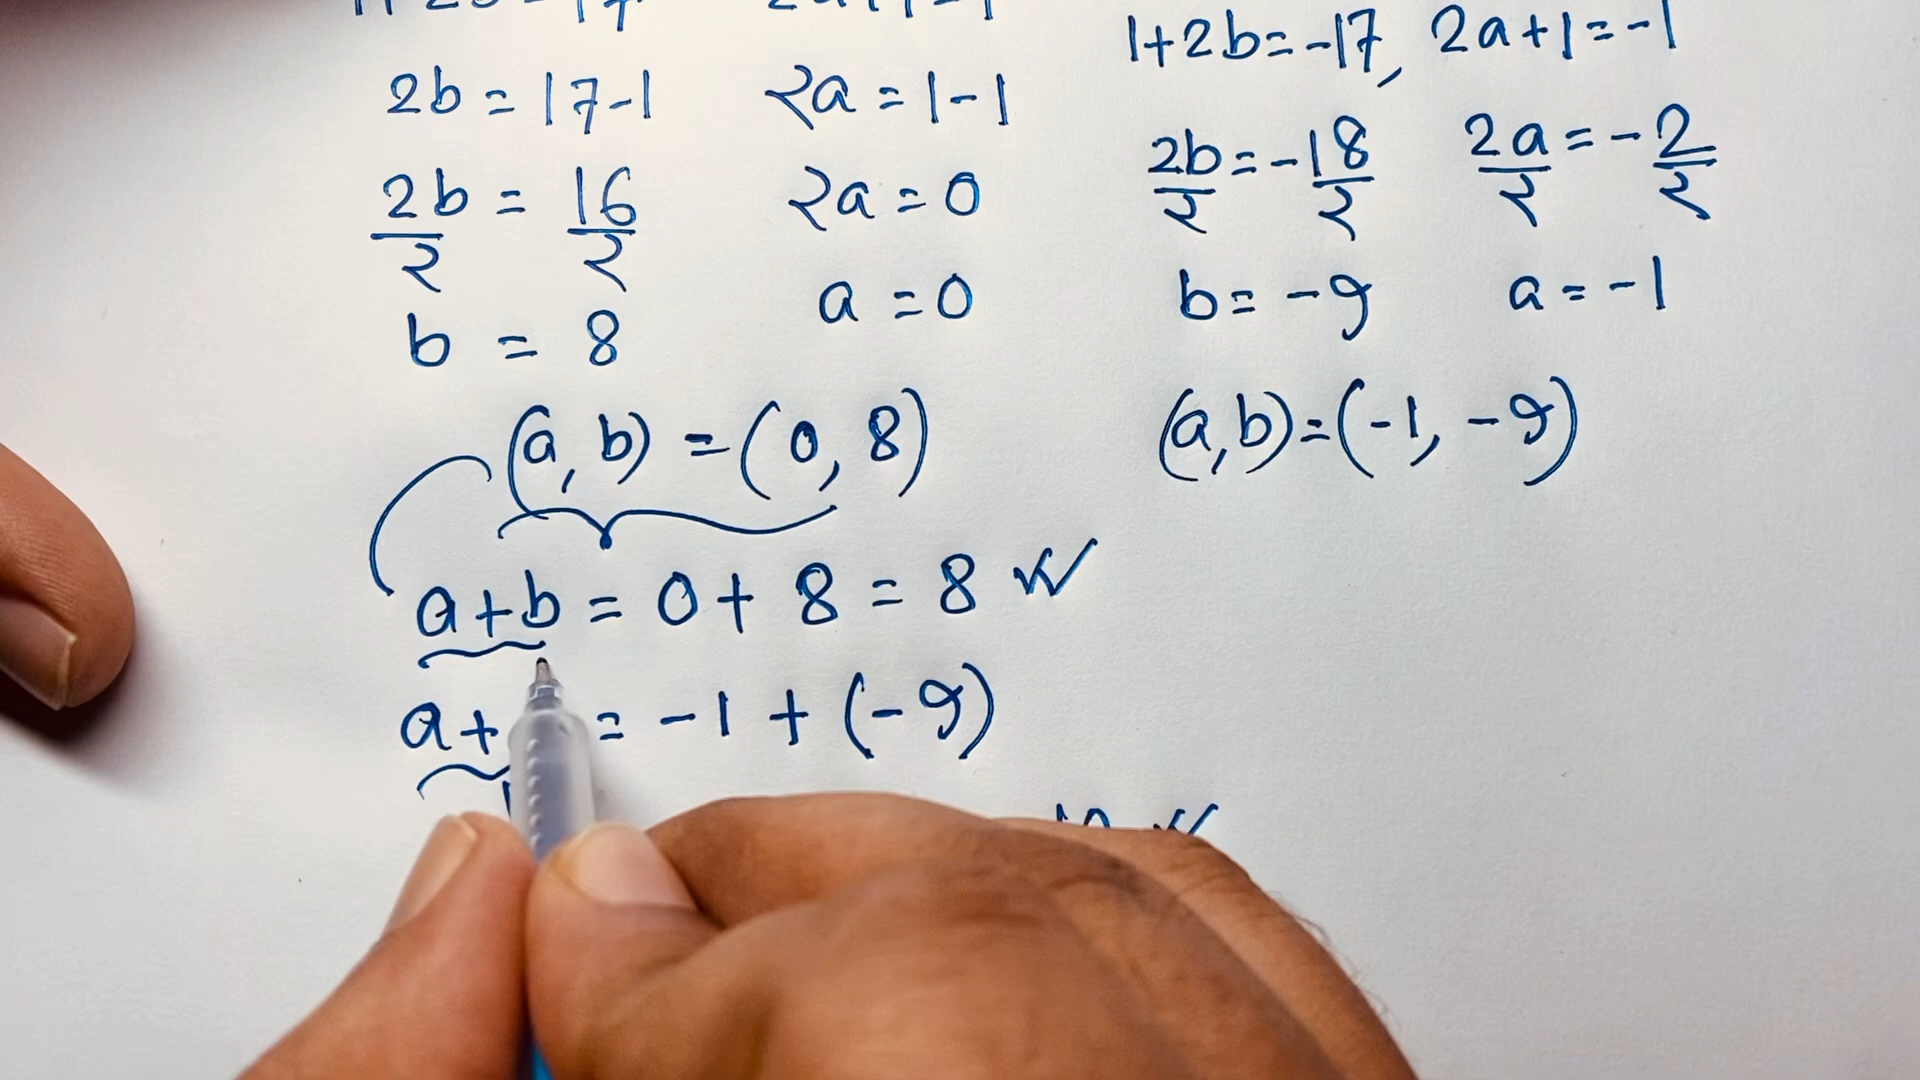 2b = 17-1 2a = 1-1
2b/2 = 16/2 2a = 0
b = 8 a = 0
(a, b) = (0, 8)
a+b = 0+8 = 8
a+ = -1 + (-9)
1+2b=-17, 2a+1=-1
2b/2 = -18/2 2a/2 = -2/2
b = -9 a = -1
(a,b)=(-1, -9)